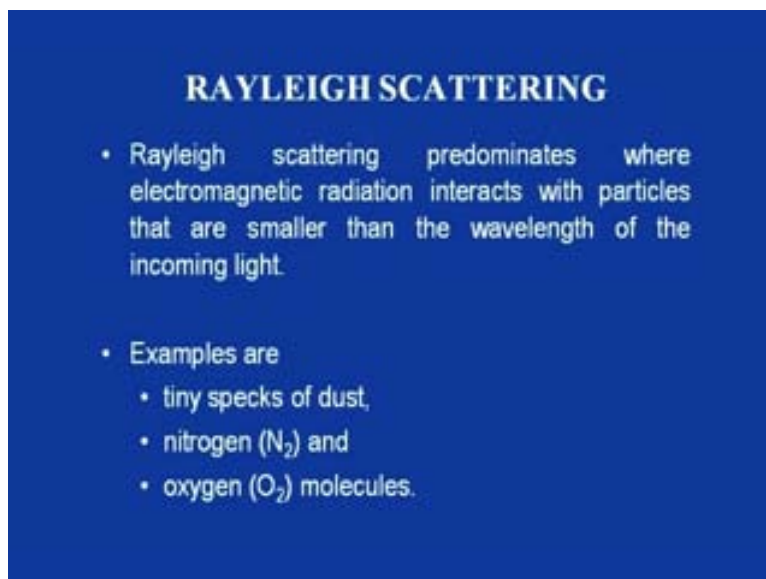 RAYLEIGH SCATTERING
• Rayleigh scattering predominates where
electromagnetic radiation interacts with particles
that are smaller than the wavelength of the
incoming light.
• Examples are
• tiny specks of dust,
• nitrogen (N₂) and
• oxygen (O₂) molecules.